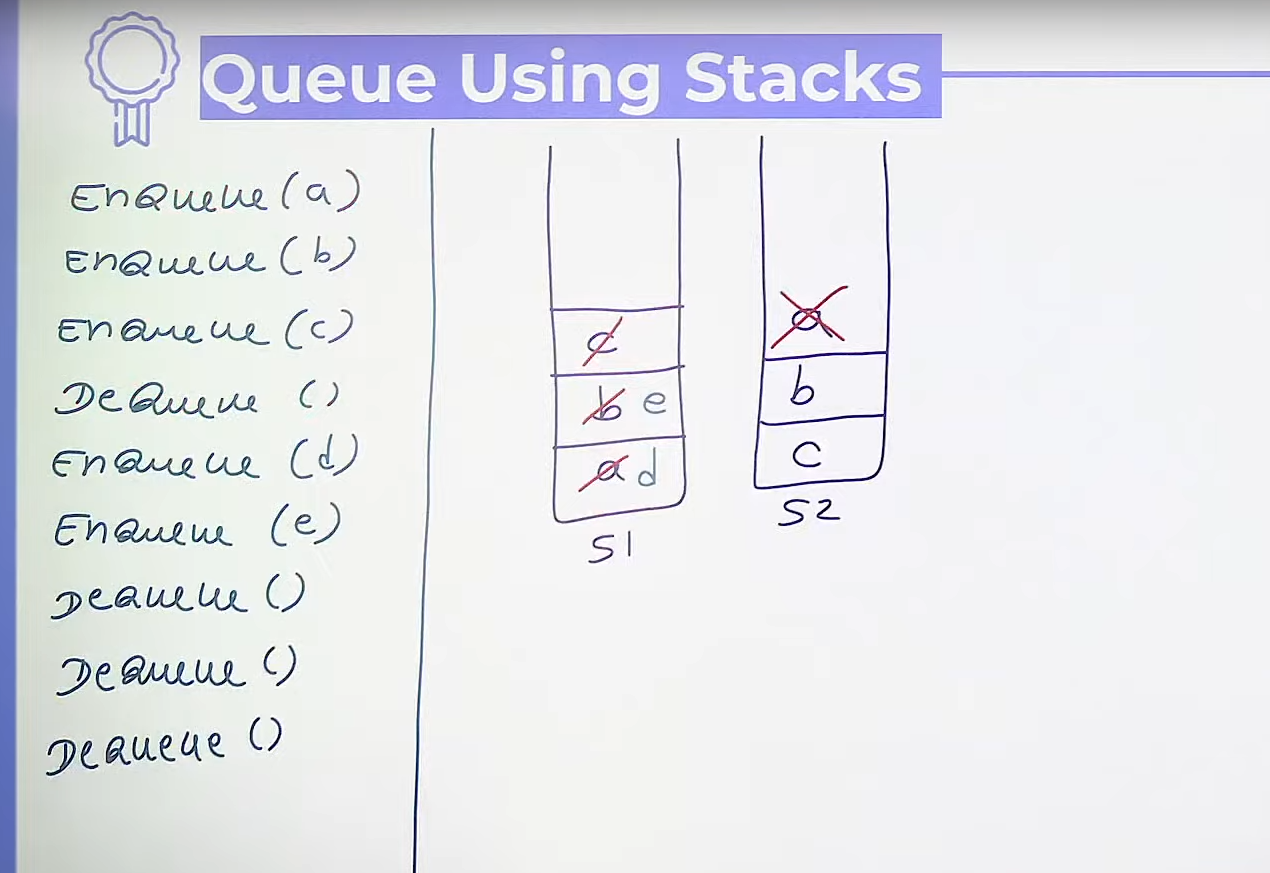 Queue Using Stacks
EnQueue (a)
EnQueue (b)
EnQueue (c)
DeQueue ()
EnQueue (d)
EnQueue (e)
DeQueue ()
DeQueue ()
DeQueue ()
c
b e
a d
S1
a
b
c
S2